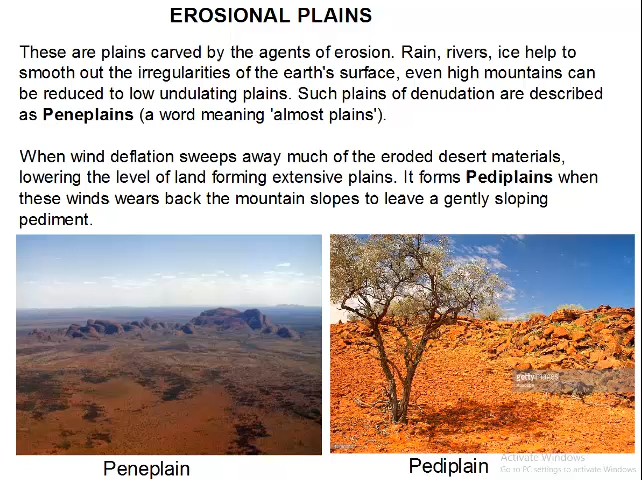 EROSIONAL PLAINS
These are plains carved by the agents of erosion. Rain, rivers, ice help to
smooth out the irregularities of the earth's surface, even high mountains can
be reduced to low undulating plains. Such plains of denudation are described
as Peneplains (a word meaning 'almost plains').
When wind deflation sweeps away much of the eroded desert materials,
lowering the level of land forming extensive plains. It forms Pediplains when
these winds wears back the mountain slopes to leave a gently sloping
pediment.
gettyimages
Peneplain
Pediplain
Activate Windows
Go to PC settings to activate Windows.